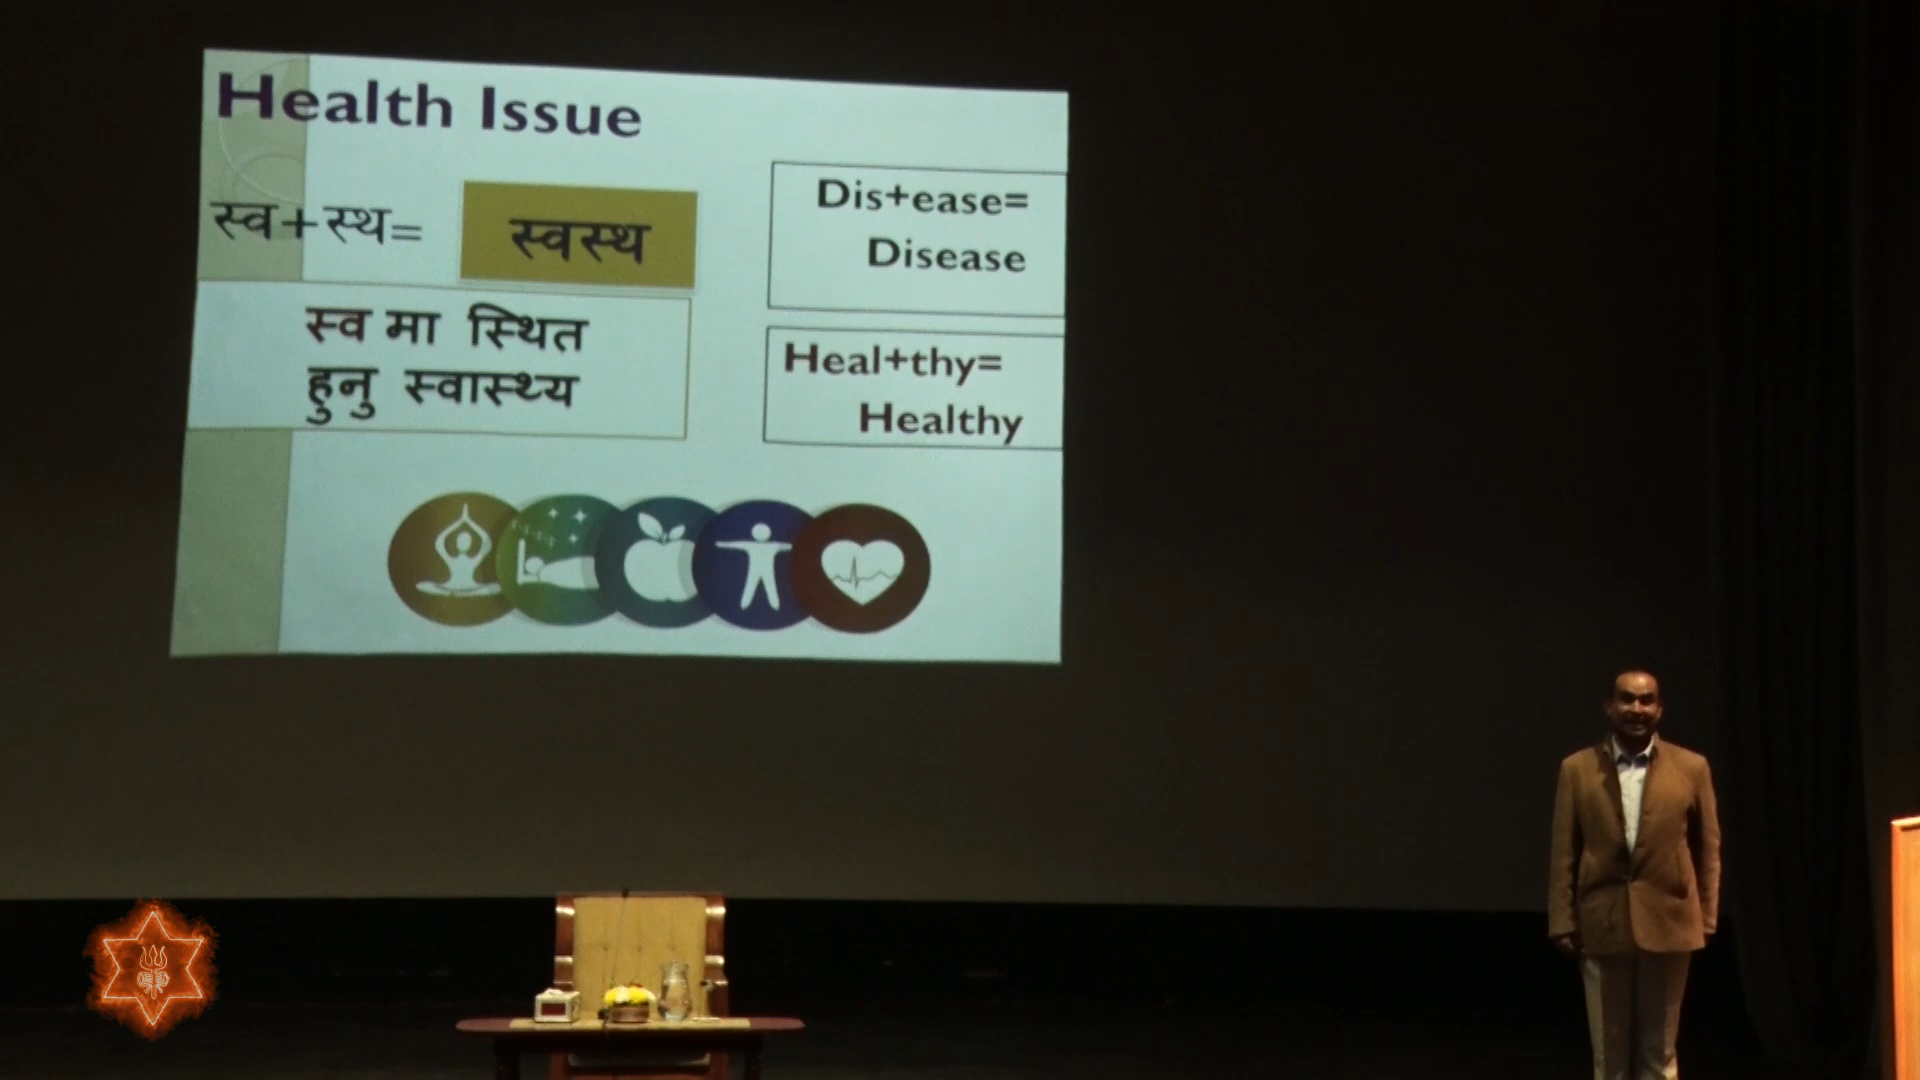 Health Issue
स्व+स्थ=
स्वस्थ
स्व मा स्थित
हुनु स्वास्थ्य
Dis+ease=
Disease
Heal+thy=
Healthy